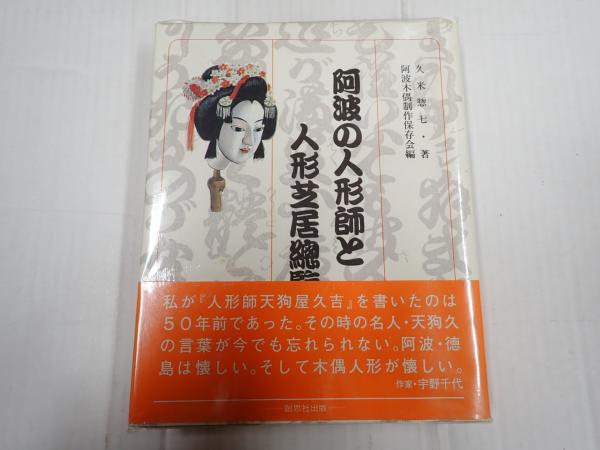 久米惣七・著
阿波木偶制作保存会編
阿波の人形師と
人形芝居總
私が『人形師天狗屋久吉』を書いたのは
50年前であった。その時の名人・天狗久
の言葉が今でも忘れられない。阿波・徳
島は懐しい。そして木偶人形が懐しい。
作家・宇野千代
創思社出版